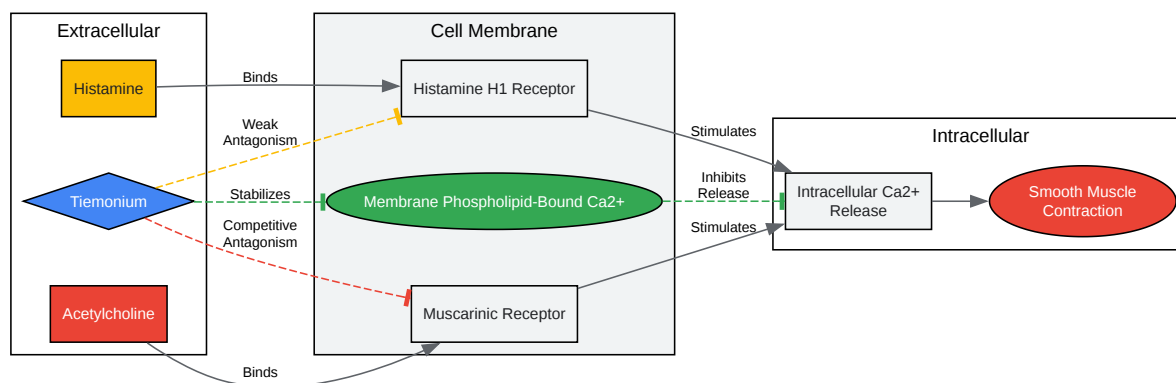 Extracellular
Cell Membrane
Histamine
Binds
Histamine H1 Receptor
Weak
Antagonism
Stimulates
Intracellular
Tiemonium
Stabilizes
Membrane Phospholipid-Bound Ca2+
Inhibits
Release
Intracellular Ca2+
Release
Smooth Muscle
Contraction
Competitive
Antagonism
Stimulates
Acetylcholine
Muscarinic Receptor
Binds